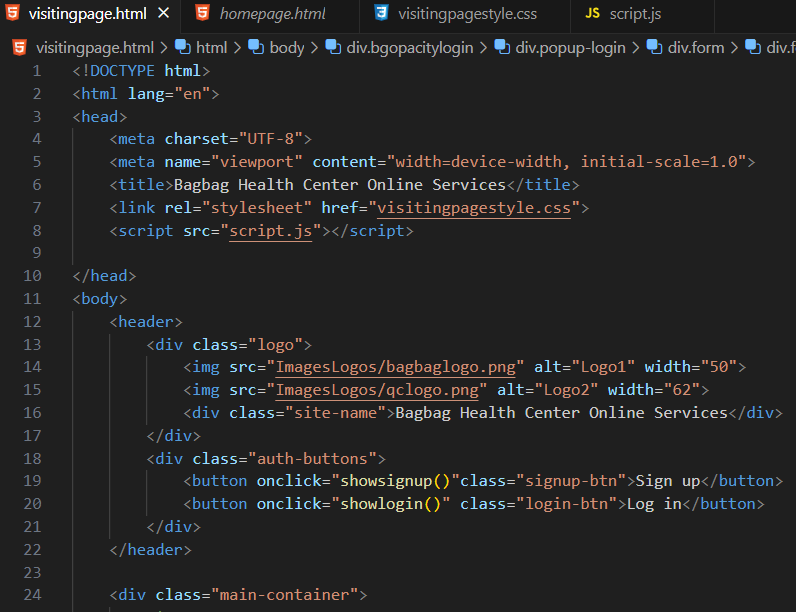 visitingpage.html × homepage.html visitingpagestyle.css JS script.js
visitingpage.html > html > body > div.bgopacitylogin > div.popup-login > div.form > div.f
1 <!DOCTYPE html>
2 <html lang="en">
3 <head>
4 <meta charset="UTF-8">
5 <meta name="viewport" content="width=device-width, initial-scale=1.0">
6 <title>Bagbag Health Center Online Services</title>
7 <link rel="stylesheet" href="visitingpagestyle.css">
8 <script src="script.js"></script>
9
10 </head>
11 <body>
12 <header>
13 <div class="logo">
14 <img src="ImagesLogos/bagbaglogo.png" alt="Logo1" width="50">
15 <img src="ImagesLogos/qclogo.png" alt="Logo2" width="62">
16 <div class="site-name">Bagbag Health Center Online Services</div>
17 </div>
18 <div class="auth-buttons">
19 <button onclick="showsignup()"class="signup-btn">Sign up</button>
20 <button onclick="showlogin()" class="login-btn">Log in</button>
21 </div>
22 </header>
23
24 <div class="main-container">